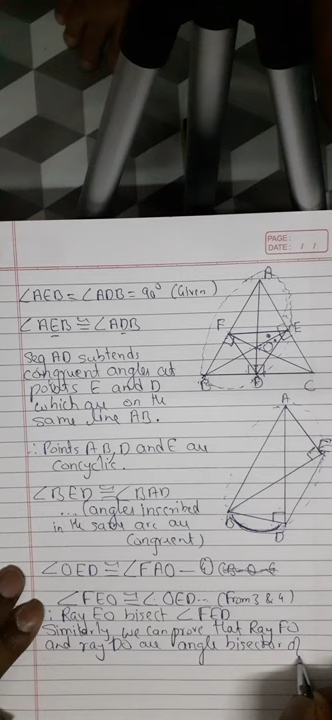 PAGE:
DATE: / /
∠AEB = ∠ADB = 90° (Given)
∠AEB ≅ ∠ADB
Seg AD subtends
congruent angles at
points E and D
which are on the
same line AB.
∴ Points A, B, D and E are
concyclic.
∠BED ≅ ∠BAD
... (angles inscribed
in the same arc are
congruent)
∠OED ≅ ∠FAO - 4
∠FEO ≅ ∠OED ... (From 3 & 4)
∴ Ray EO bisect ∠FED
Similarly we can prove that Ray FO
and ray DO are angle bisector of
A
F
E
O
B
D
C
A
E
B
D